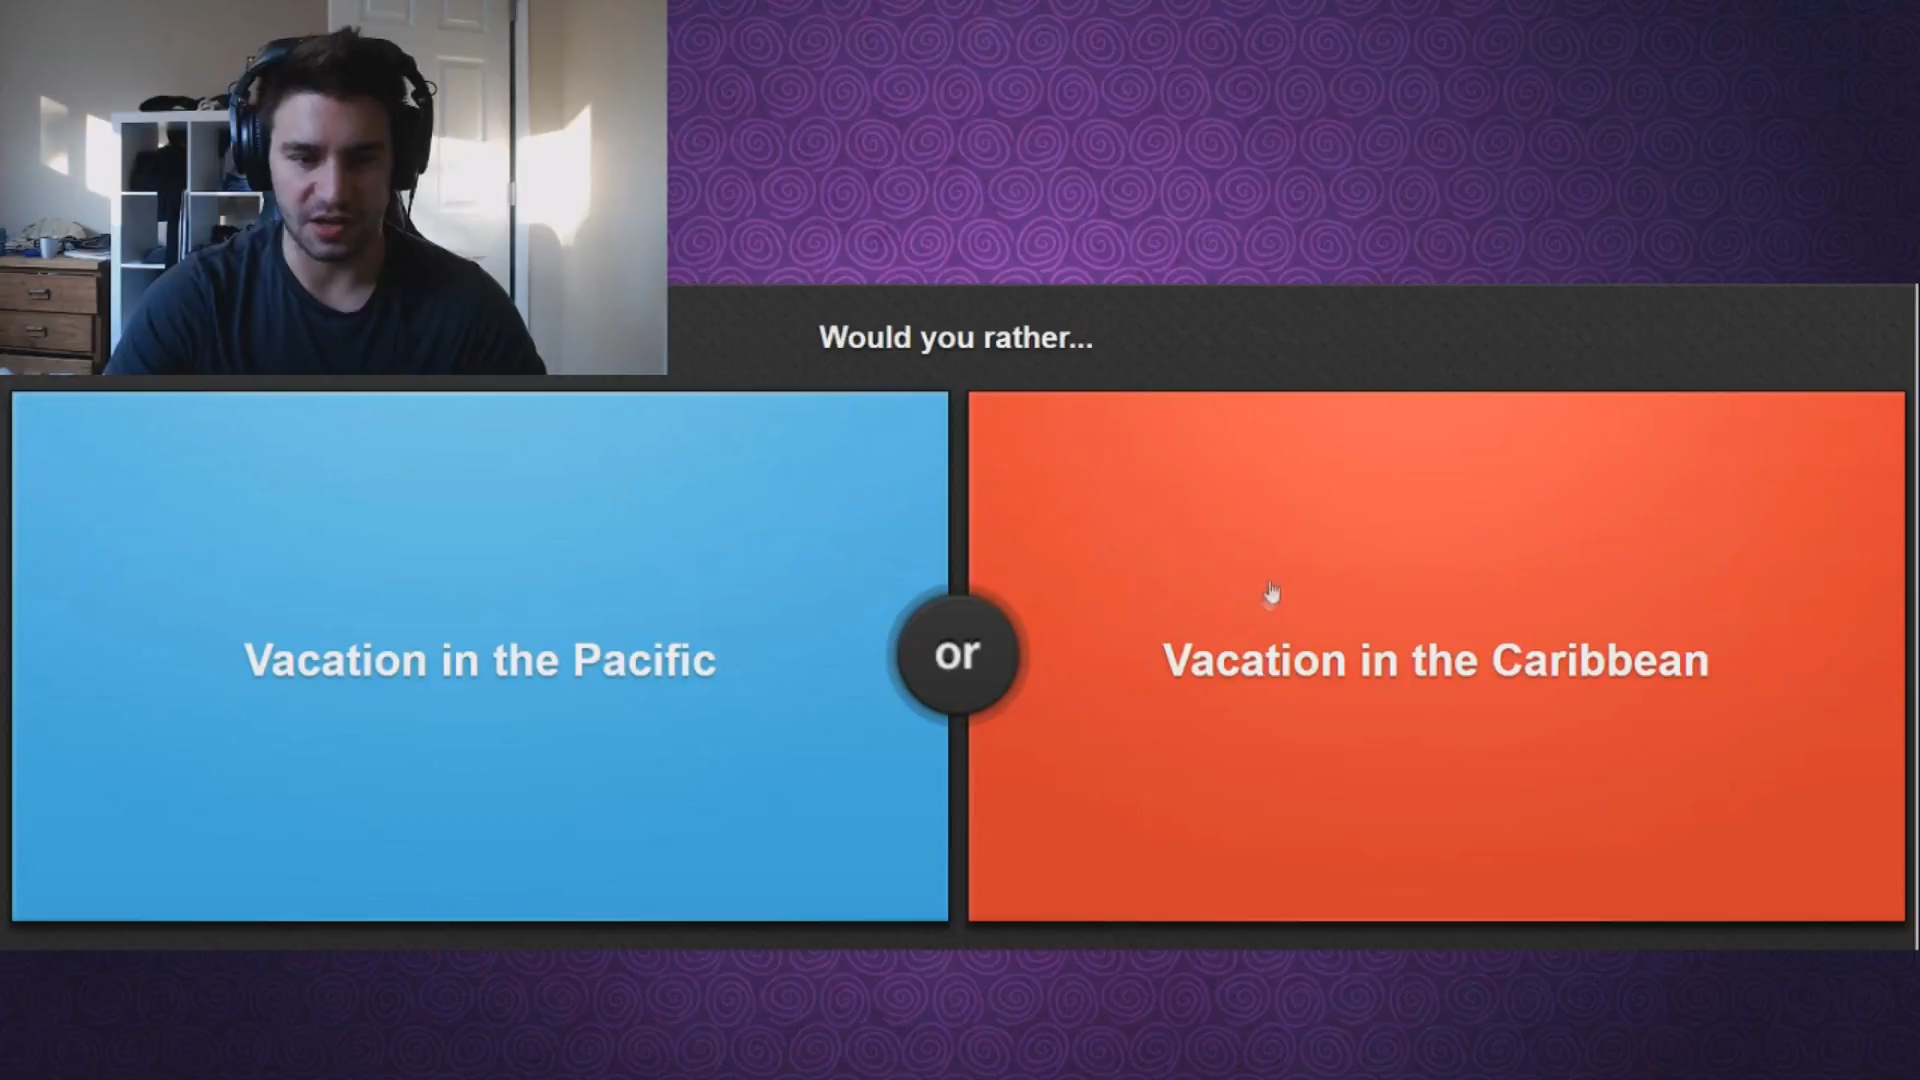 Would you rather...
Vacation in the Pacific
or
Vacation in the Caribbean